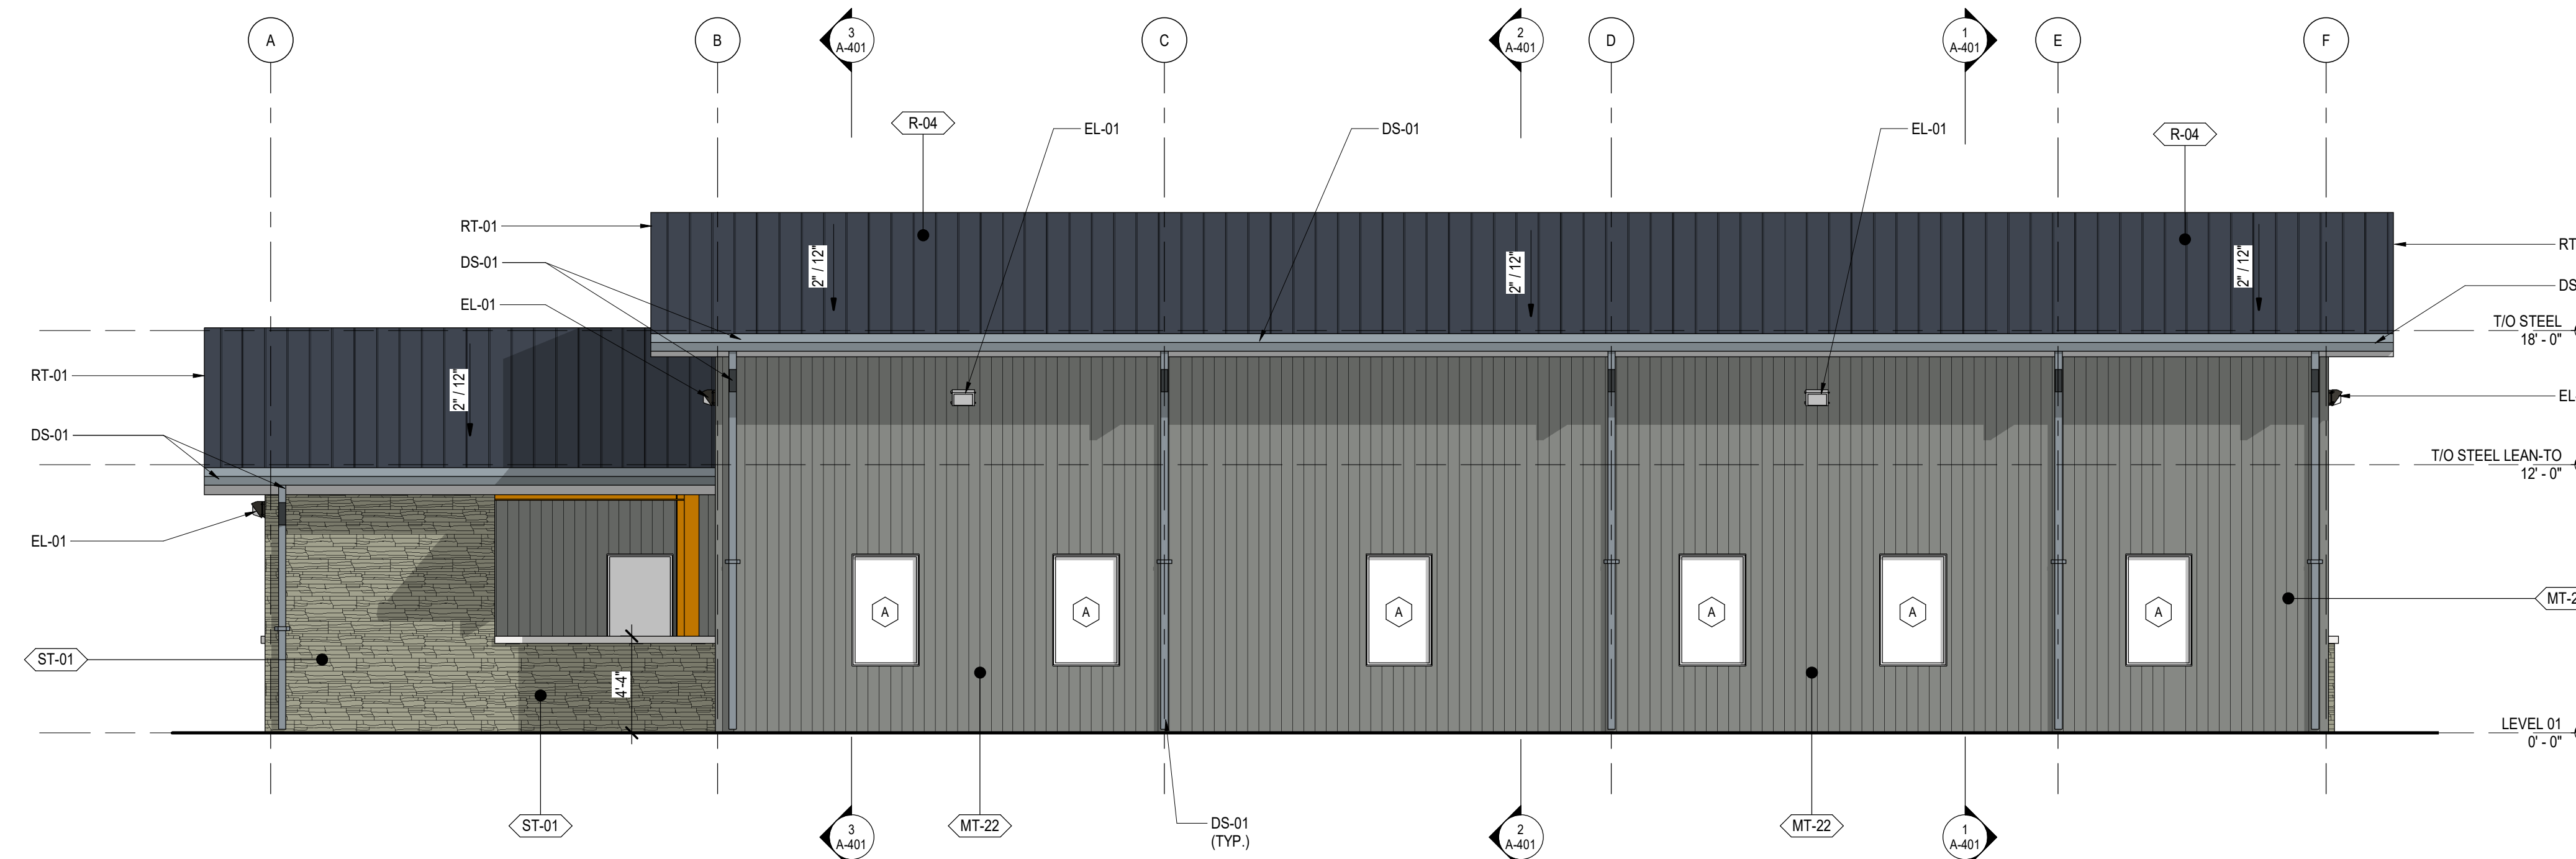 A
B
3
A-401
C
2
A-401
D
1
A-401
E
F
R-04
EL-01
DS-01
EL-01
R-04
RT-01
DS-01
EL-01
2" / 12"
2" / 12"
2" / 12"
RT
DS
T/O STEEL
18' - 0"
RT-01
2" / 12"
EL-
DS-01
T/O STEEL LEAN-TO
12' - 0"
EL-01
A
A
A
A
A
A
MT-2
ST-01
4'-4"
LEVEL 01
0' - 0"
ST-01
3
A-401
MT-22
DS-01
(TYP.)
2
A-401
MT-22
1
A-401